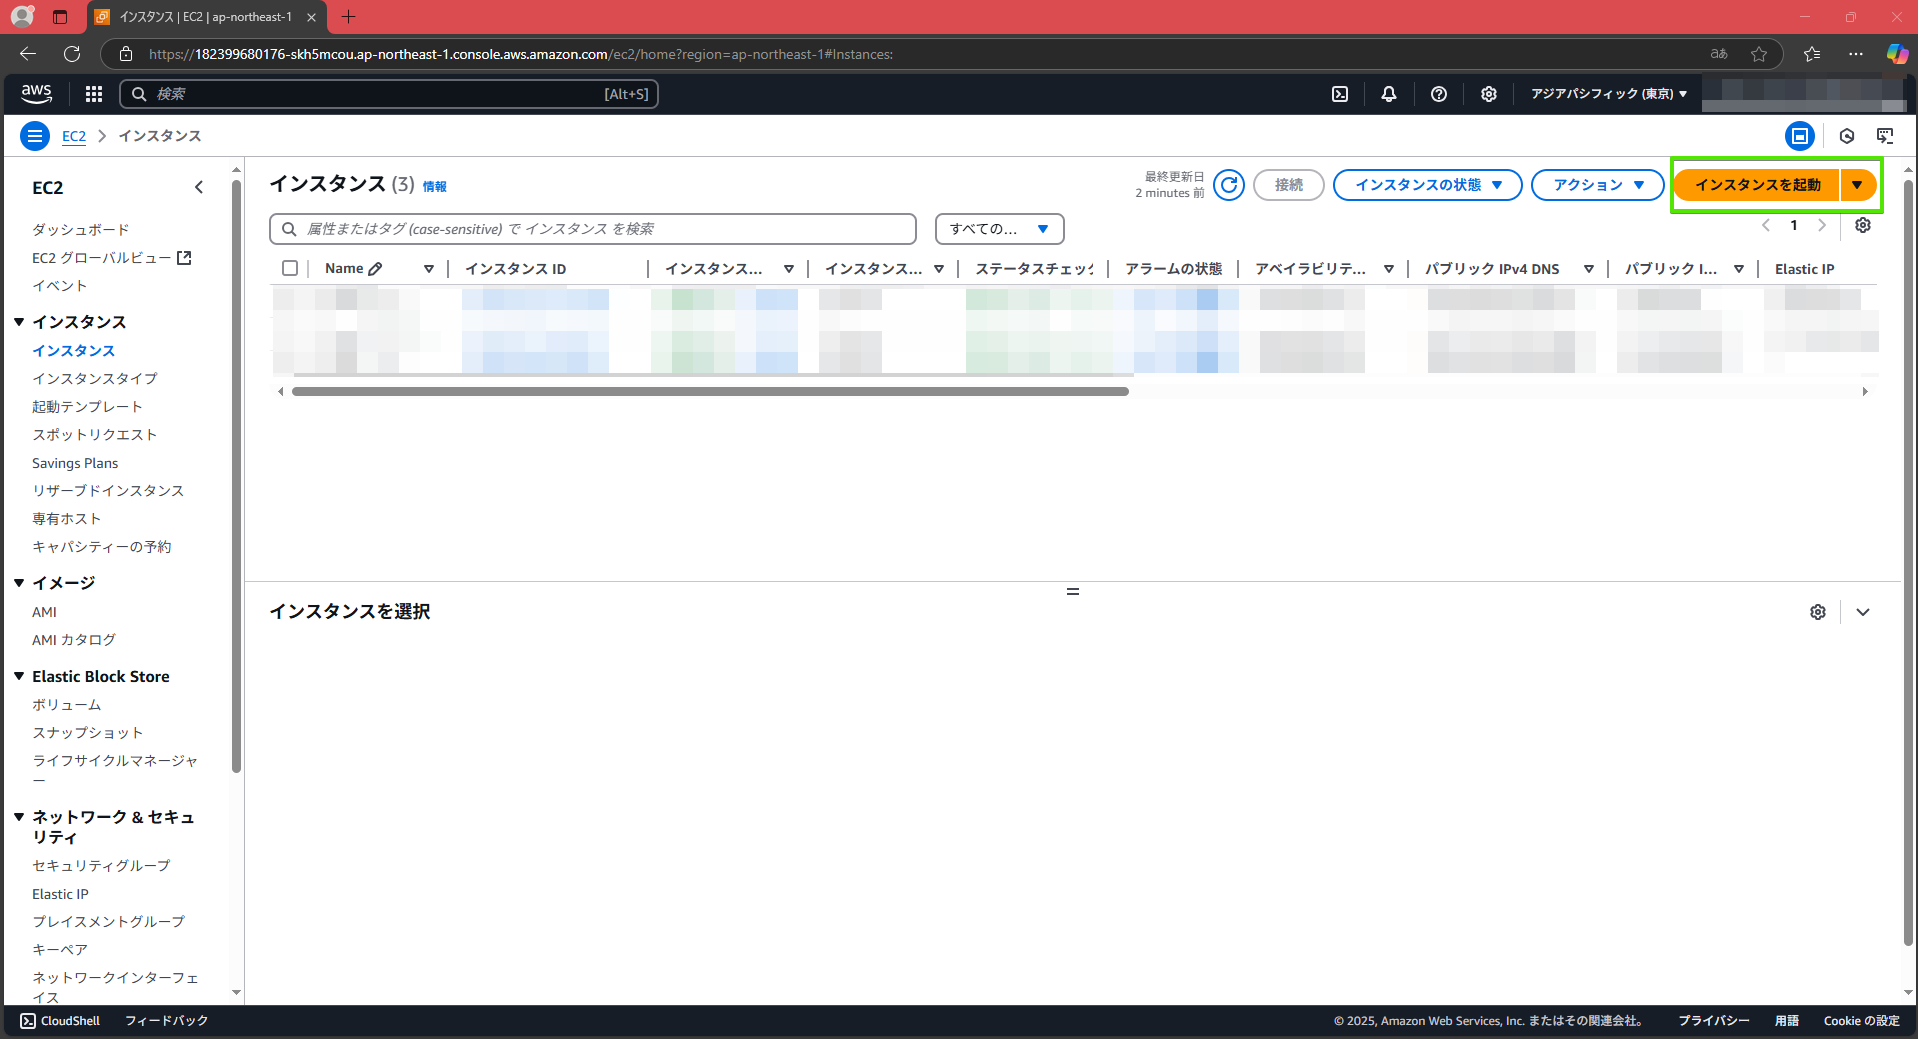 インスタンス | EC2 | ap-northeast-1
https://182399680176-skh5mcou.ap-northeast-1.console.aws.amazon.com/ec2/home?region=ap-northeast-1#Instances:
aあ
aws
検索
[Alt+S]
アジアパシフィック (東京)
EC2
インスタンス
EC2
ダッシュボード
EC2 グローバルビュー
イベント
インスタンス
インスタンス
インスタンスタイプ
起動テンプレート
スポットリクエスト
Savings Plans
リザーブドインスタンス
専有ホスト
キャパシティーの予約
イメージ
AMI
AMI カタログ
Elastic Block Store
ボリューム
スナップショット
ライフサイクルマネージャ
ー
ネットワーク & セキュ
リティ
セキュリティグループ
Elastic IP
プレイスメントグループ
キーペア
ネットワークインターフェ
イス
インスタンス (3) 情報
最終更新日
2 minutes 前
接続
インスタンスの状態
アクション
インスタンスを起動
属性またはタグ (case-sensitive) で インスタンス を検索
すべての...
1
Name
インスタンス ID
インスタンス...
インスタンス...
ステータスチェック
アラームの状態
アベイラビリテ...
パブリック IPv4 DNS
パブリック I...
Elastic IP
インスタンスを選択
CloudShell
フィードバック
© 2025, Amazon Web Services, Inc. またはその関連会社。
プライバシー
用語
Cookie の設定